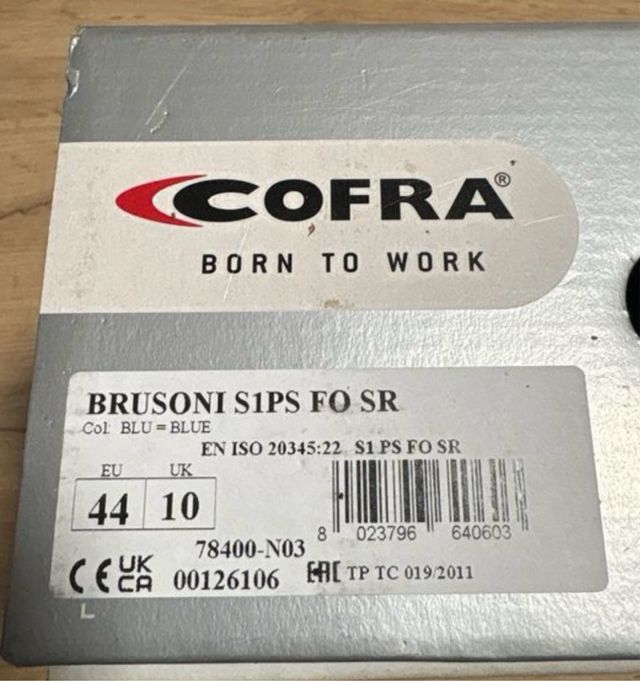 COFRA®
BORN TO WORK
BRUSONI S1PS FO SR
Col: BLU = BLUE
EN ISO 20345:22 S1 PS FO SR
EU UK
44 10
8 023796 640603
78400-N03
CE UK CA 00126106 EAC TP TC 019/2011
L